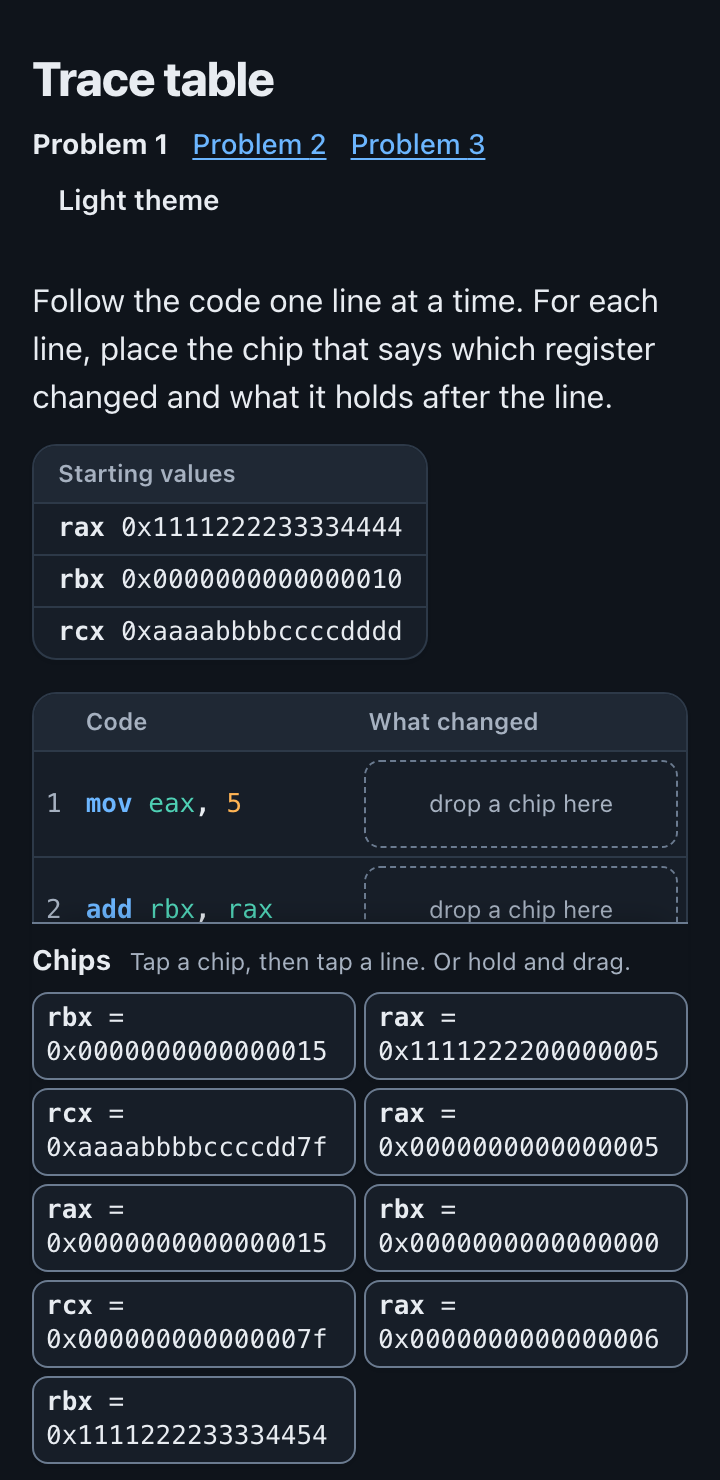 Trace table
Problem 1 Problem 2 Problem 3
Light theme
Follow the code one line at a time. For each
line, place the chip that says which register
changed and what it holds after the line.
Starting values
rax 0x1111222233334444
rbx 0x0000000000000010
rcx 0xaaaabbbbccccdddd
Code What changed
1 mov eax, 5 drop a chip here
2 add rbx, rax drop a chip here
Chips Tap a chip, then tap a line. Or hold and drag.
rbx =
0x0000000000000015
rax =
0x1111222200000005
rcx =
0xaaaabbbbccccdd7f
rax =
0x0000000000000005
rax =
0x0000000000000015
rbx =
0x0000000000000000
rcx =
0x000000000000007f
rax =
0x0000000000000006
rbx =
0x1111222233334454